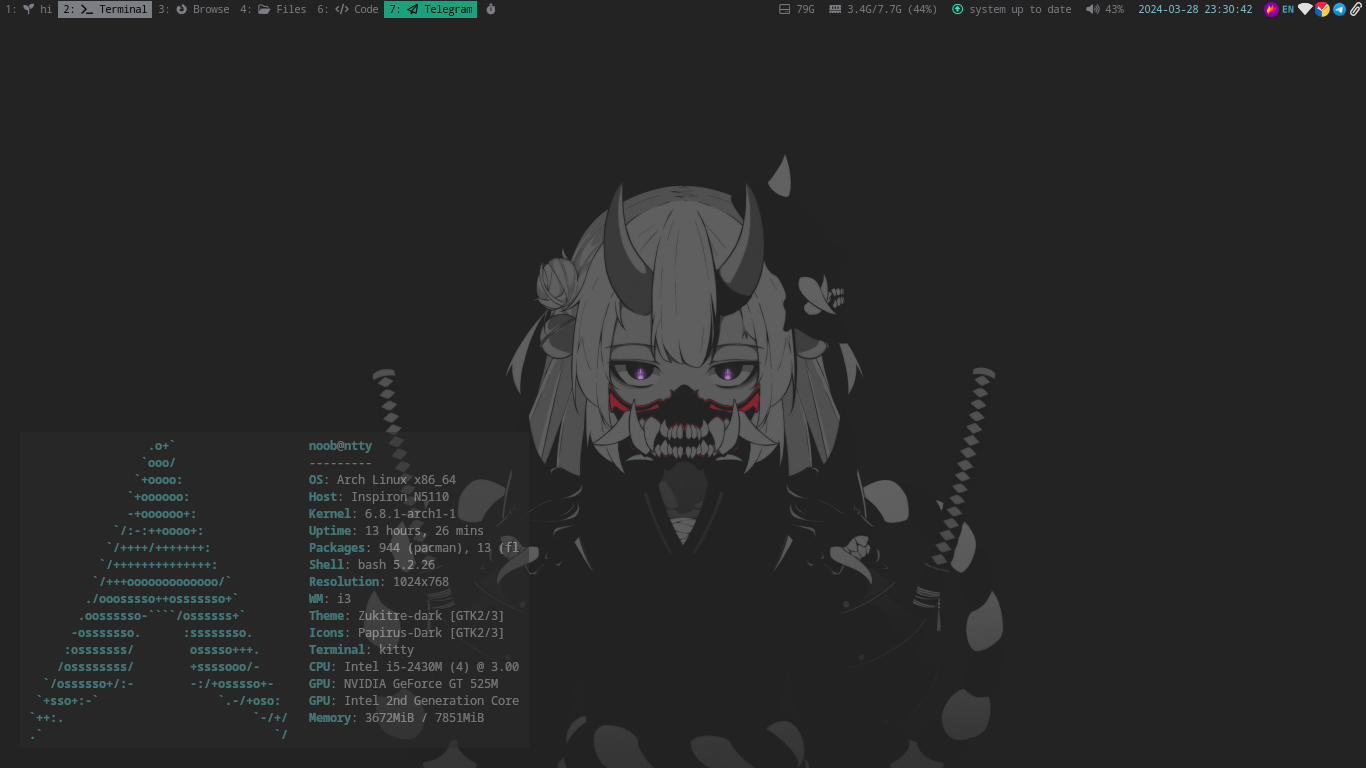 1: hi 2: Terminal 3: Browse 4: Files 6: Code 7: Telegram 79G 3.4G/7.7G (44%) system up to date 43% 2024-03-28 23:30:42 EN
noob@ntty
---------
OS: Arch Linux x86_64
Host: Inspiron N5110
Kernel: 6.8.1-arch1-1
Uptime: 13 hours, 26 mins
Packages: 944 (pacman), 13 (fl
Shell: bash 5.2.26
Resolution: 1024x768
WM: i3
Theme: Zukitre-dark [GTK2/3]
Icons: Papirus-Dark [GTK2/3]
Terminal: kitty
CPU: Intel i5-2430M (4) @ 3.00
GPU: NVIDIA GeForce GT 525M
GPU: Intel 2nd Generation Core
Memory: 3672MiB / 7851MiB